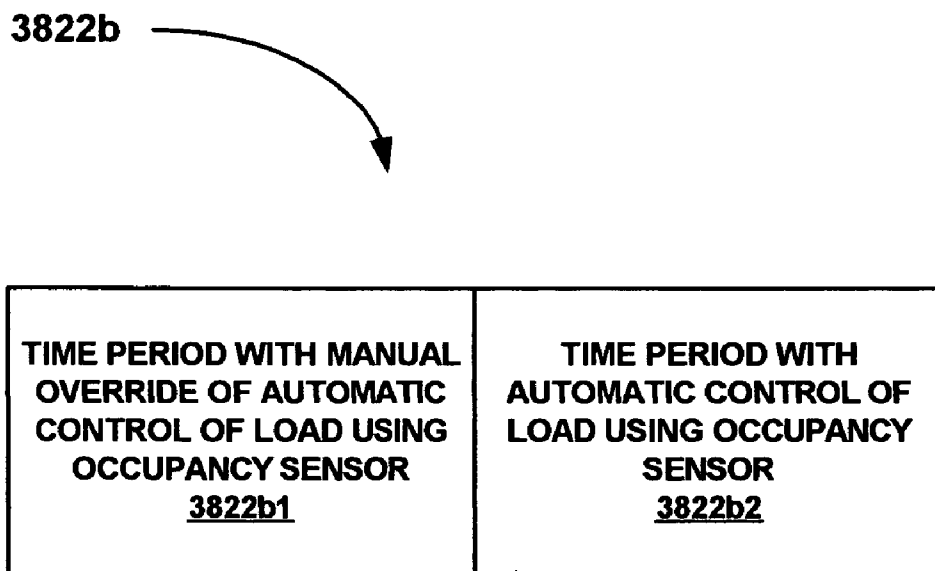 3822b
TIME PERIOD WITH MANUAL
OVERRIDE OF AUTOMATIC
CONTROL OF LOAD USING
OCCUPANCY SENSOR
3822b1
TIME PERIOD WITH
AUTOMATIC CONTROL OF
LOAD USING OCCUPANCY
SENSOR
3822b2